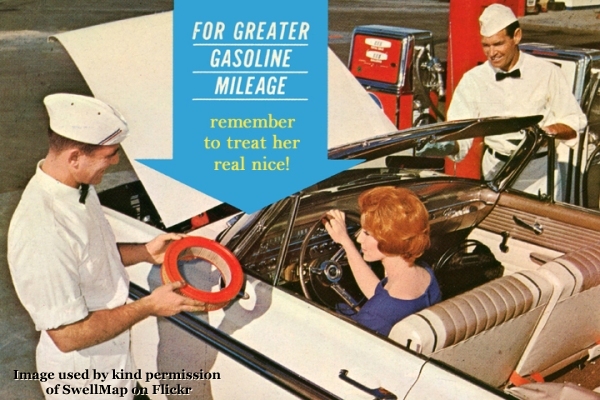 FOR GREATER
GASOLINE
MILEAGE
remember
to treat her
real nice!
Image used by kind permission
of SwellMap on Flickr